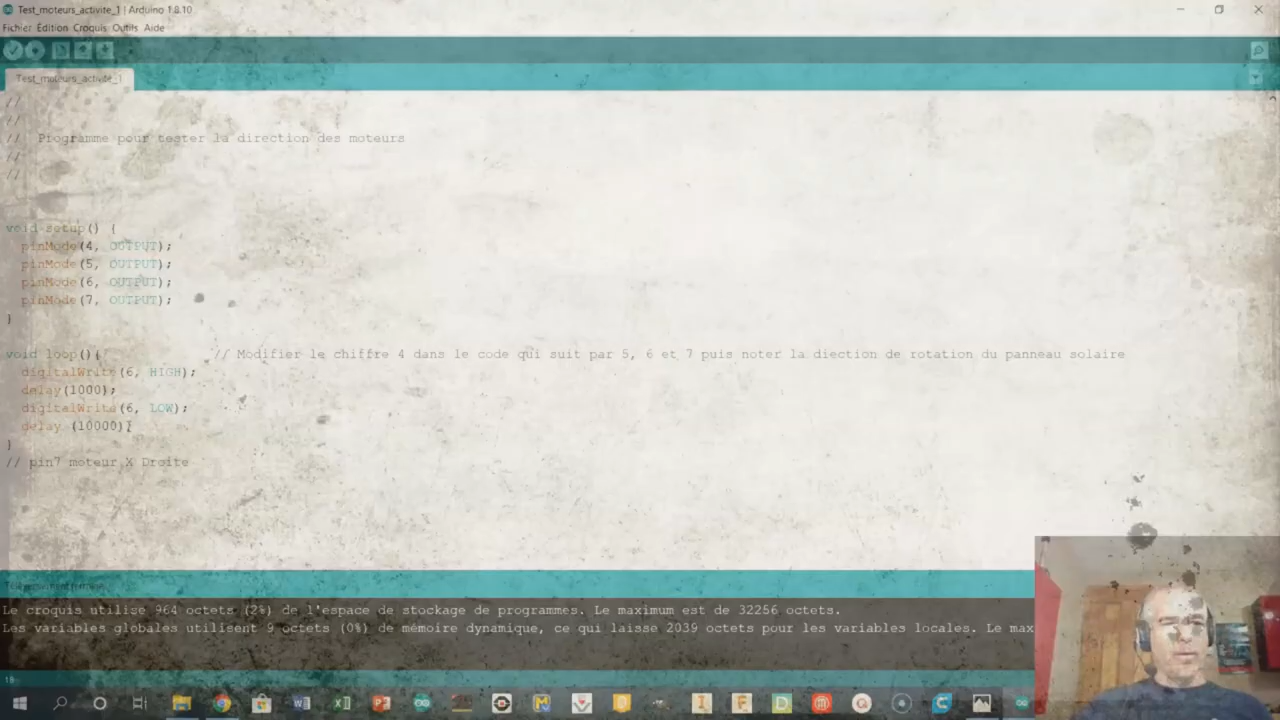 Test_moteurs_activite_1 | Arduino 1.8.10
Fichier Édition Croquis Outils Aide
Test_moteurs_activite_1
//
//
// Programme pour tester la direction des moteurs
//
//
void setup() {
pinMode(4, OUTPUT);
pinMode(5, OUTPUT);
pinMode(6, OUTPUT);
pinMode(7, OUTPUT);
}
void loop(){ // Modifier le chiffre 4 dans le code qui suit par 5, 6 et 7 puis noter la diection de rotation du panneau solaire
digitalWrite(6, HIGH);
delay(1000);
digitalWrite(6, LOW);
delay (10000);
}
// pin7 moteur X Droite
Téléversement terminé
Le croquis utilise 964 octets (2%) de l'espace de stockage de programmes. Le maximum est de 32256 octets.
Les variables globales utilisent 9 octets (0%) de mémoire dynamique, ce qui laisse 2039 octets pour les variables locales. Le max